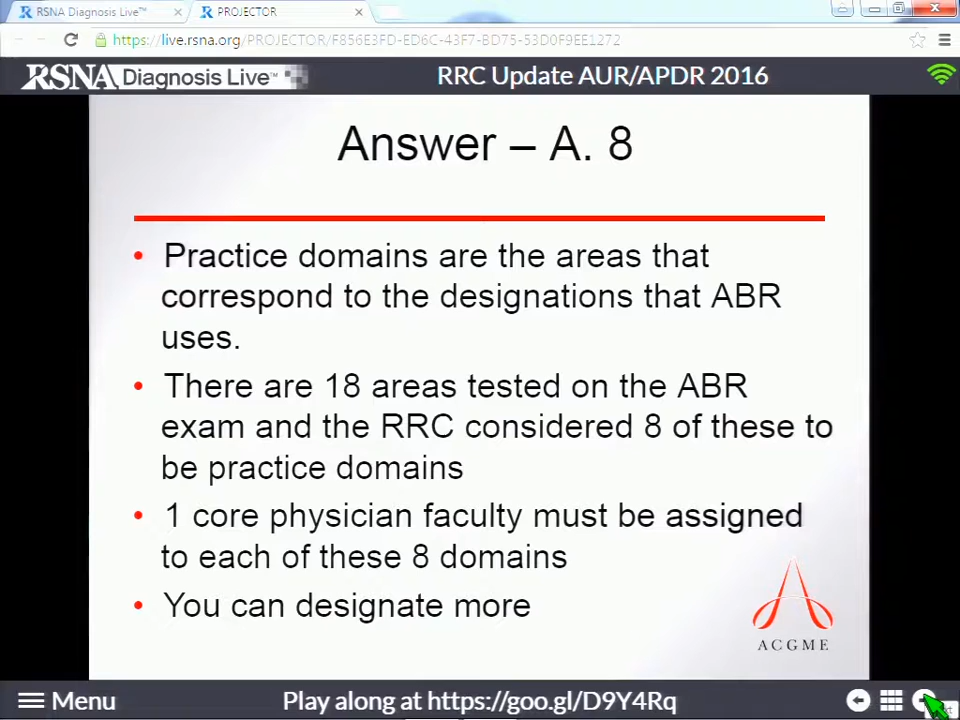 RSNA Diagnosis Live™
PROJECTOR
https://live.rsna.org/PROJECTOR/F856E3FD-ED6C-43F7-BD75-53D0F9EE1272
RSNA Diagnosis Live™
RRC Update AUR/APDR 2016
Answer – A. 8
• Practice domains are the areas that
correspond to the designations that ABR
uses.
• There are 18 areas tested on the ABR
exam and the RRC considered 8 of these to
be practice domains
• 1 core physician faculty must be assigned
to each of these 8 domains
• You can designate more
ACGME
Menu
Play along at https://goo.gl/D9Y4Rq